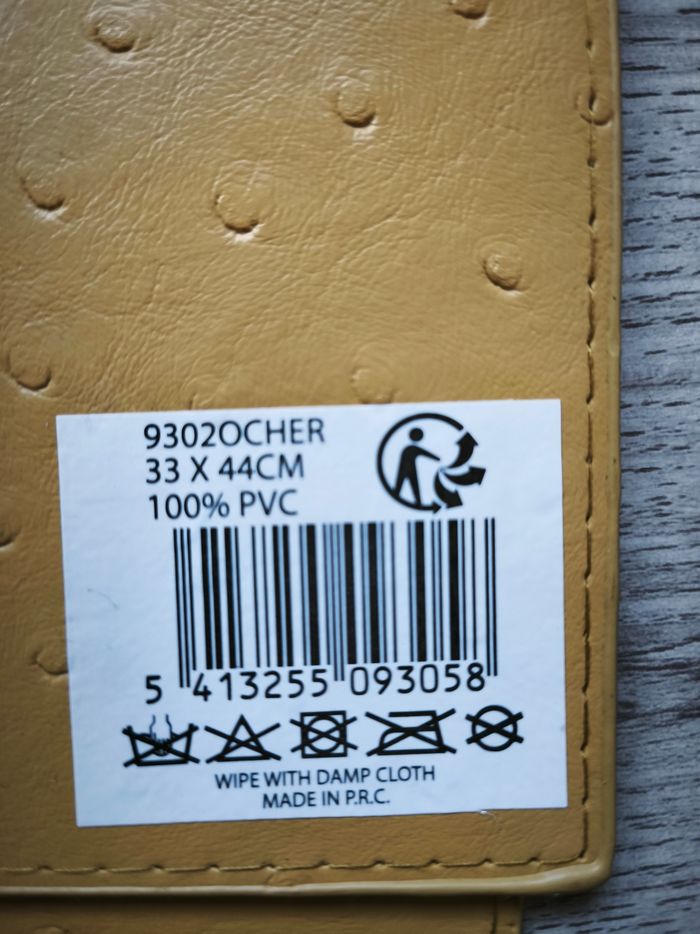 9302OCHER
33 X 44CM
100% PVC
5 413255 093058
WIPE WITH DAMP CLOTH
MADE IN P.R.C.